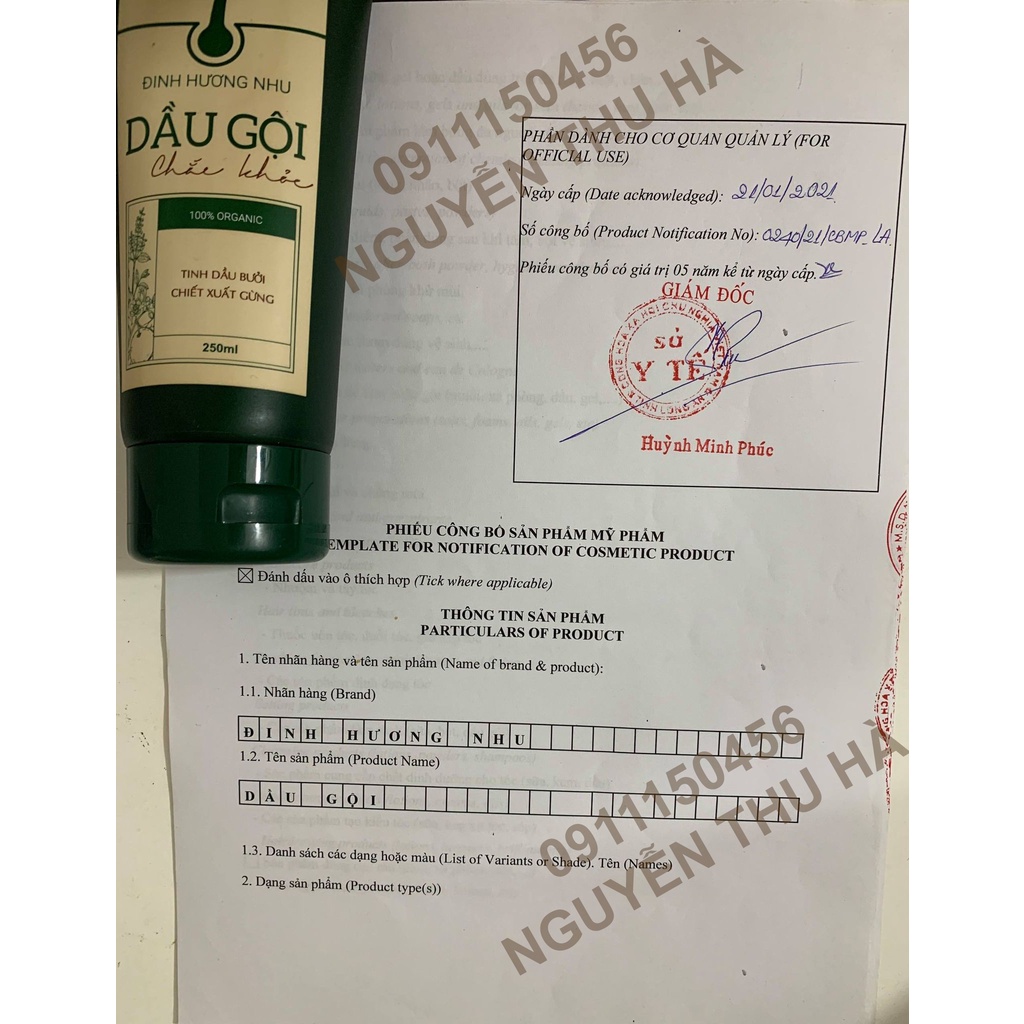 ĐINH HƯƠNG NHU
DẦU GỘI
Chắc khỏe
100% ORGANIC
TINH DẦU BƯỞI
CHIẾT XUẤT GỪNG
250ml
0911150456
NGUYỄN THU HÀ
PHẦN DÀNH CHO CƠ QUAN QUẢN LÝ (FOR
OFFICIAL USE)
Ngày cấp (Date acknowledged): 21/01/2021
Số công bố (Product Notification No): 0240/21/CBMP_LA
Phiếu công bố có giá trị 05 năm kể từ ngày cấp.
GIÁM ĐỐC
SỞ
Y TẾ
Huỳnh Minh Phúc
PHIẾU CÔNG BỐ SẢN PHẨM MỸ PHẨM
EMPLATE FOR NOTIFICATION OF COSMETIC PRODUCT
Đánh dấu vào ô thích hợp (Tick where applicable)
THÔNG TIN SẢN PHẨM
PARTICULARS OF PRODUCT
1. Tên nhãn hàng và tên sản phẩm (Name of brand & product):
1.1. Nhãn hàng (Brand)
ĐINH HƯƠNG NHU
1.2. Tên sản phẩm (Product Name)
DẦU GỘI
1.3. Danh sách các dạng hoặc màu (List of Variants or Shade). Tên (Names)
2. Dạng sản phẩm (Product type(s))
0911150456
NGUYỄN THU HÀ